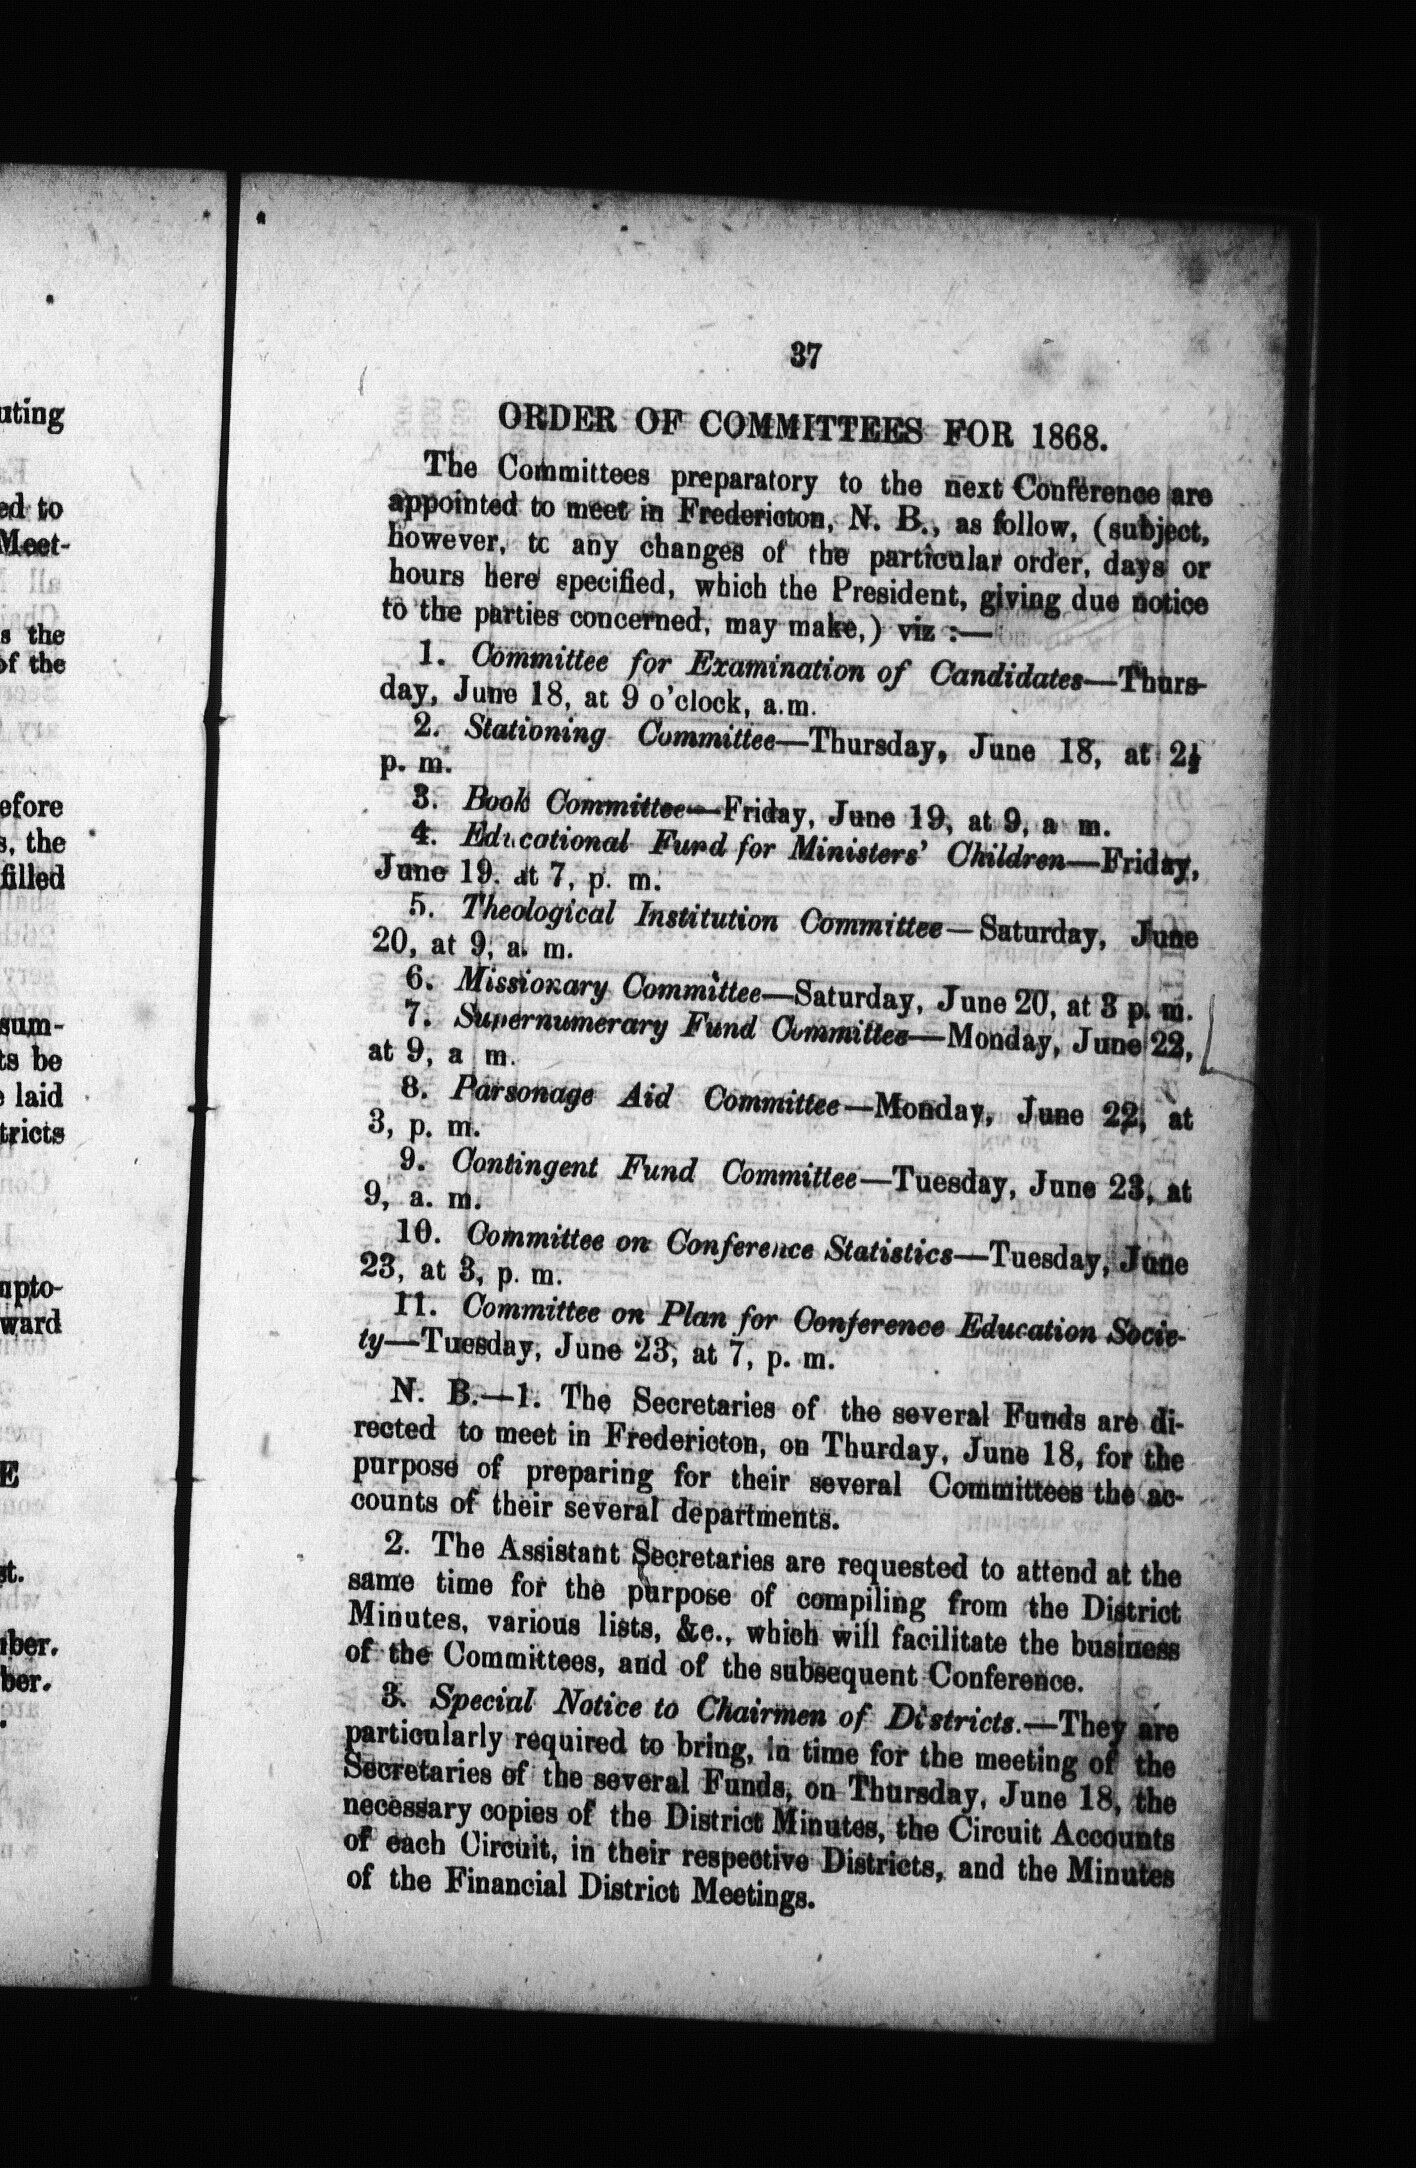 37
ORDER OF COMMITTEES FOR 1868.
The Committees preparatory to the next Conference are
appointed to meet in Fredericton, N. B., as follow, (subject,
however, to any changes of the particular order, days or
hours here specified, which the President, giving due notice
to the parties concerned, may make,) viz :—
1. Committee for Examination of Candidates—Thurs-
day, June 18, at 9 o'clock, a.m.
2. Stationing Committee—Thursday, June 18, at 2½
p. m.
3. Book Committee—Friday, June 19, at 9, a m.
4. Educational Fund for Ministers' Children—Friday,
June 19. at 7, p. m.
5. Theological Institution Committee—Saturday, June
20, at 9, a. m.
6. Missionary Committee—Saturday, June 20, at 3 p. m.
7. Supernumerary Fund Committee—Monday, June 22,
at 9, a m.
8. Parsonage Aid Committee—Monday, June 22, at
3, p. m.
9. Contingent Fund Committee—Tuesday, June 23, at
9, a. m.
10. Committee on Conference Statistics—Tuesday, June
23, at 3, p. m.
11. Committee on Plan for Conference Education Socie-
ty—Tuesday, June 23, at 7, p. m.
N. B.—1. The Secretaries of the several Funds are di-
rected to meet in Fredericton, on Thurday, June 18, for the
purpose of preparing for their several Committees the ac-
counts of their several departments.
2. The Assistant Secretaries are requested to attend at the
same time for the purpose of compiling from the District
Minutes, various lists, &c., which will facilitate the business
of the Committees, and of the subsequent Conference.
3. Special Notice to Chairmen of Districts.—They are
particularly required to bring, in time for the meeting of the
Secretaries of the several Funds, on Thursday, June 18, the
necessary copies of the District Minutes, the Circuit Accounts
of each Circuit, in their respective Districts, and the Minutes
of the Financial District Meetings.